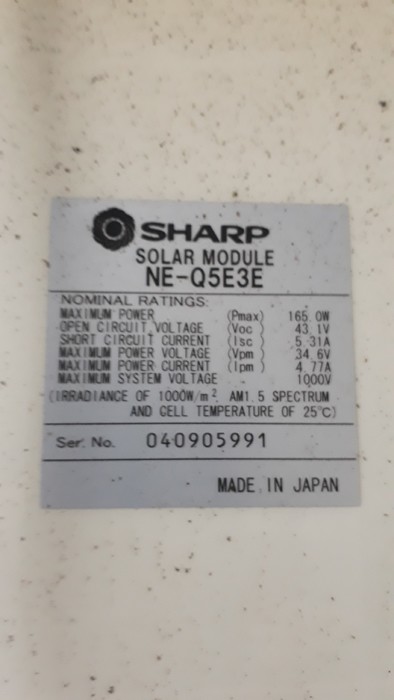 SHARP
SOLAR MODULE
NE-Q5E3E
NOMINAL RATINGS:
MAXIMUM POWER (Pmax) 165.0W
OPEN CIRCUIT VOLTAGE (Voc) 43.1V
SHORT CIRCUIT CURRENT (Isc) 5.31A
MAXIMUM POWER VOLTAGE (Vpm) 34.6V
MAXIMUM POWER CURRENT (Ipm) 4.77A
MAXIMUM SYSTEM VOLTAGE - 1000V
(IRRADIANCE OF 1000W/m², AM1.5 SPECTRUM
AND CELL TEMPERATURE OF 25°C)
Ser. No. 040905991
MADE IN JAPAN